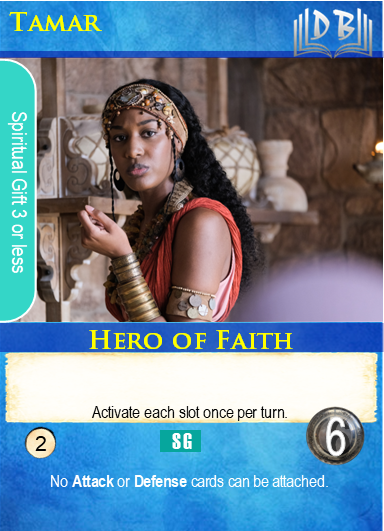 Tamar
DB
Spiritual Gift 3 or less
Hero of Faith
Activate each slot once per turn.
2
SG
6
No Attack or Defense cards can be attached.